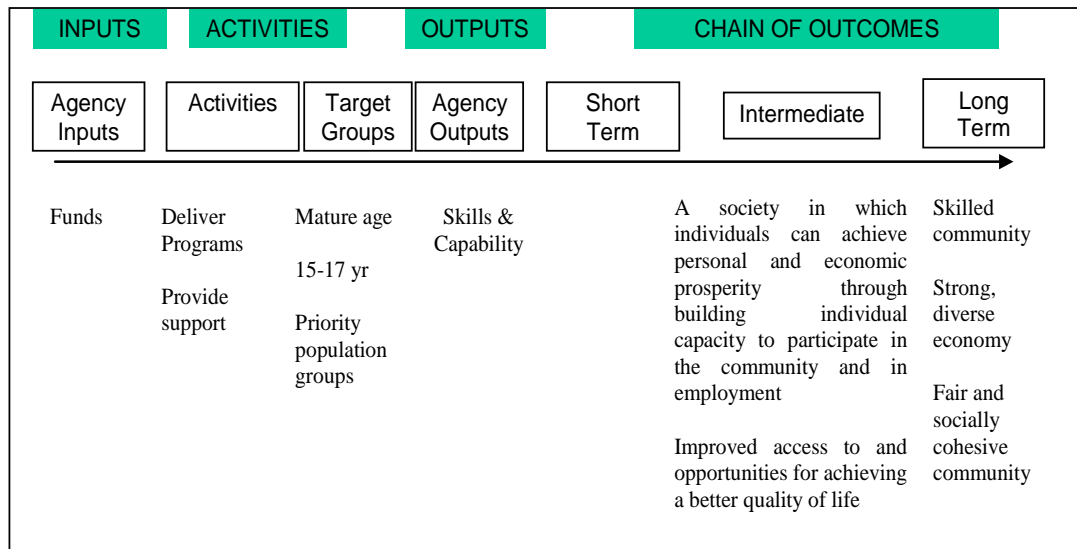 INPUTS
ACTIVITIES
OUTPUTS
CHAIN OF OUTCOMES
Agency
Inputs
Activities
Target
Groups
Agency
Outputs
Short
Term
Intermediate
Long
Term
Funds
Deliver
Programs
Provide
support
Mature age
15-17 yr
Priority
population
groups
Skills &
Capability
A society in which
individuals can achieve
personal and economic
prosperity through
building individual
capacity to participate in
the community and in
employment
Improved access to and
opportunities for achieving
a better quality of life
Skilled
community
Strong,
diverse
economy
Fair and
socially
cohesive
community